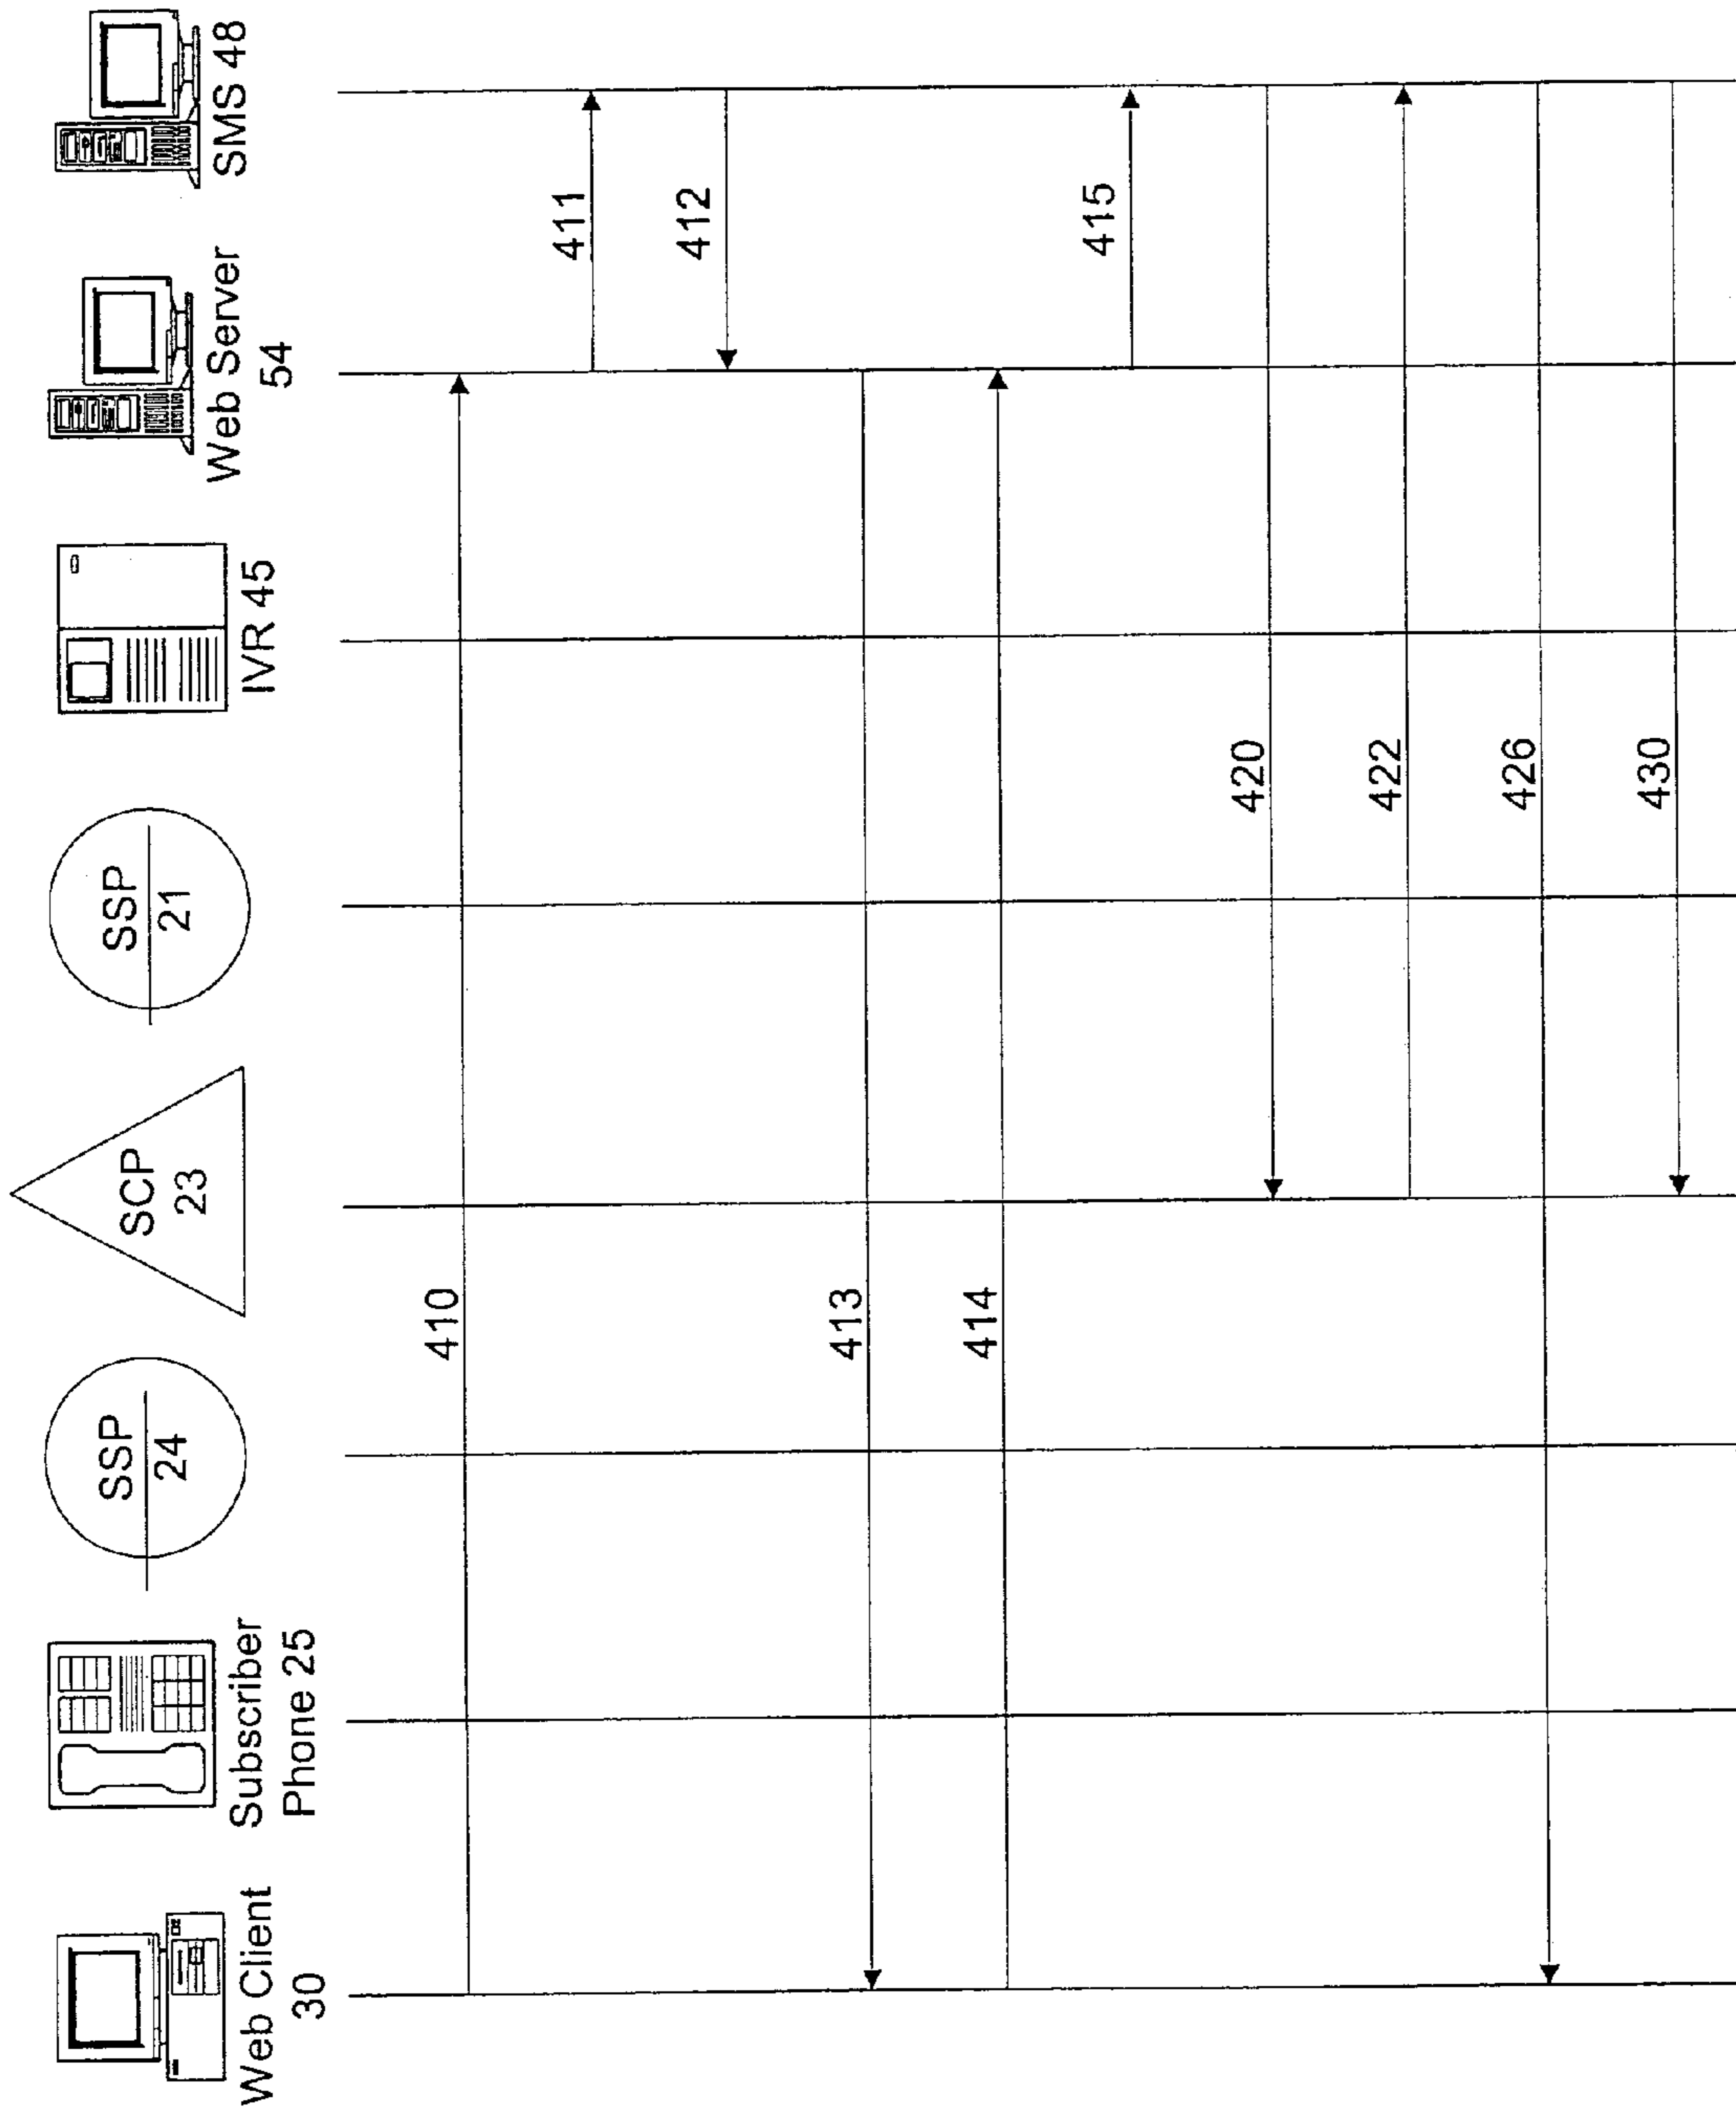 Web Client
30
Subscriber
Phone 25
SSP
24
SCP
23
SSP
21
IVR 45
Web Server
54
SMS 48
410
411
412
413
414
415
420
422
426
430